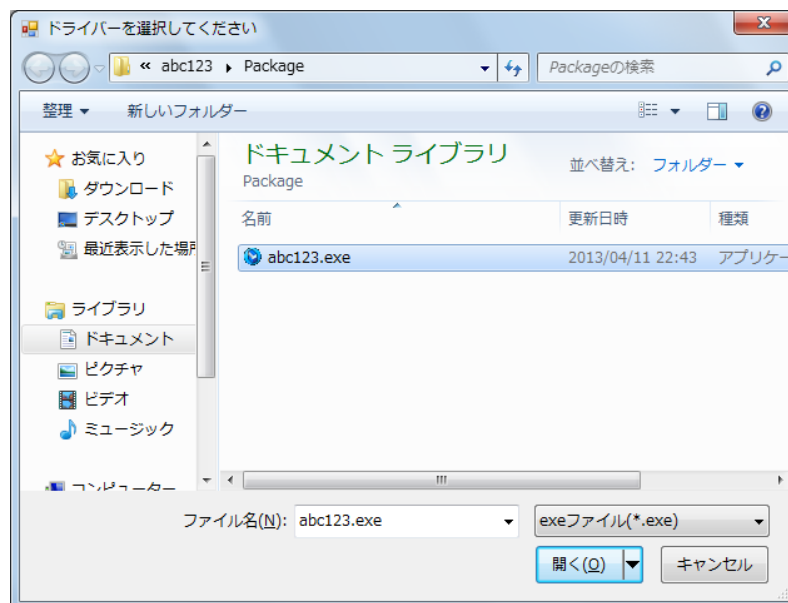 ドライバーを選択してください
« abc123 ▸ Package
Packageの検索
整理 ▼ 新しいフォルダー
お気に入り
ダウンロード
デスクトップ
最近表示した場所
ライブラリ
ドキュメント
ピクチャ
ビデオ
ミュージック
コンピューター
ドキュメント ライブラリ
Package
並べ替え: フォルダー ▼
名前 更新日時 種類
abc123.exe 2013/04/11 22:43 アプリケー
ファイル名(N): abc123.exe exeファイル(*.exe)
開く(O) キャンセル